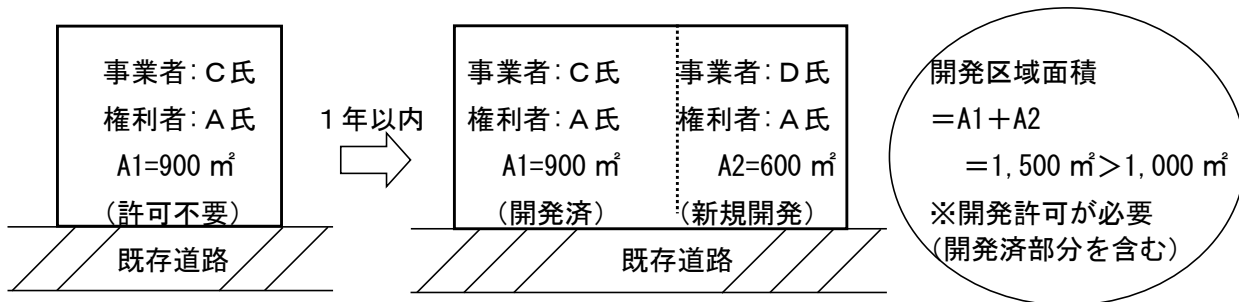 事業者：Ｃ氏
権利者：Ａ氏
A1=900 ㎡
（許可不要）
既存道路
１年以内
事業者：Ｃ氏
権利者：Ａ氏
A1=900 ㎡
（開発済）
事業者：Ｄ氏
権利者：Ａ氏
A2=600 ㎡
（新規開発）
既存道路
開発区域面積
＝A1＋A2
＝1,500 ㎡＞1,000 ㎡
※開発許可が必要
（開発済部分を含む）